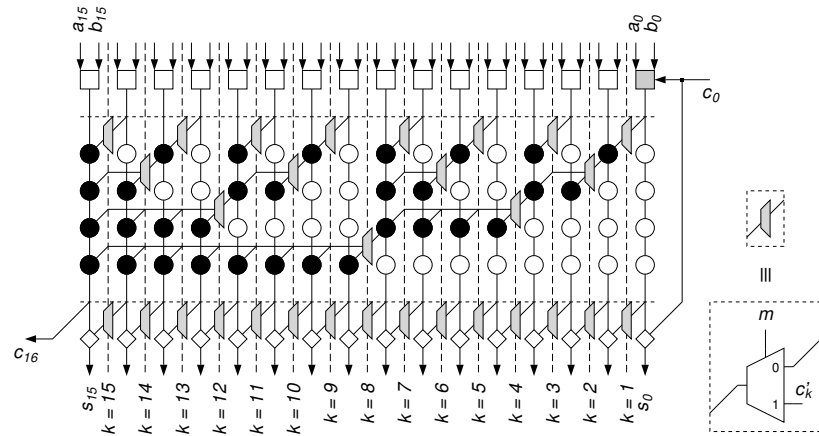 a15 b15 a0 b0
c0
c16
s15 k = 15 k = 14 k = 13 k = 12 k = 11 k = 10 k = 9 k = 8 k = 7 k = 6 k = 5 k = 4 k = 3 k = 2 k = 1 s0
m
0
c'k
1